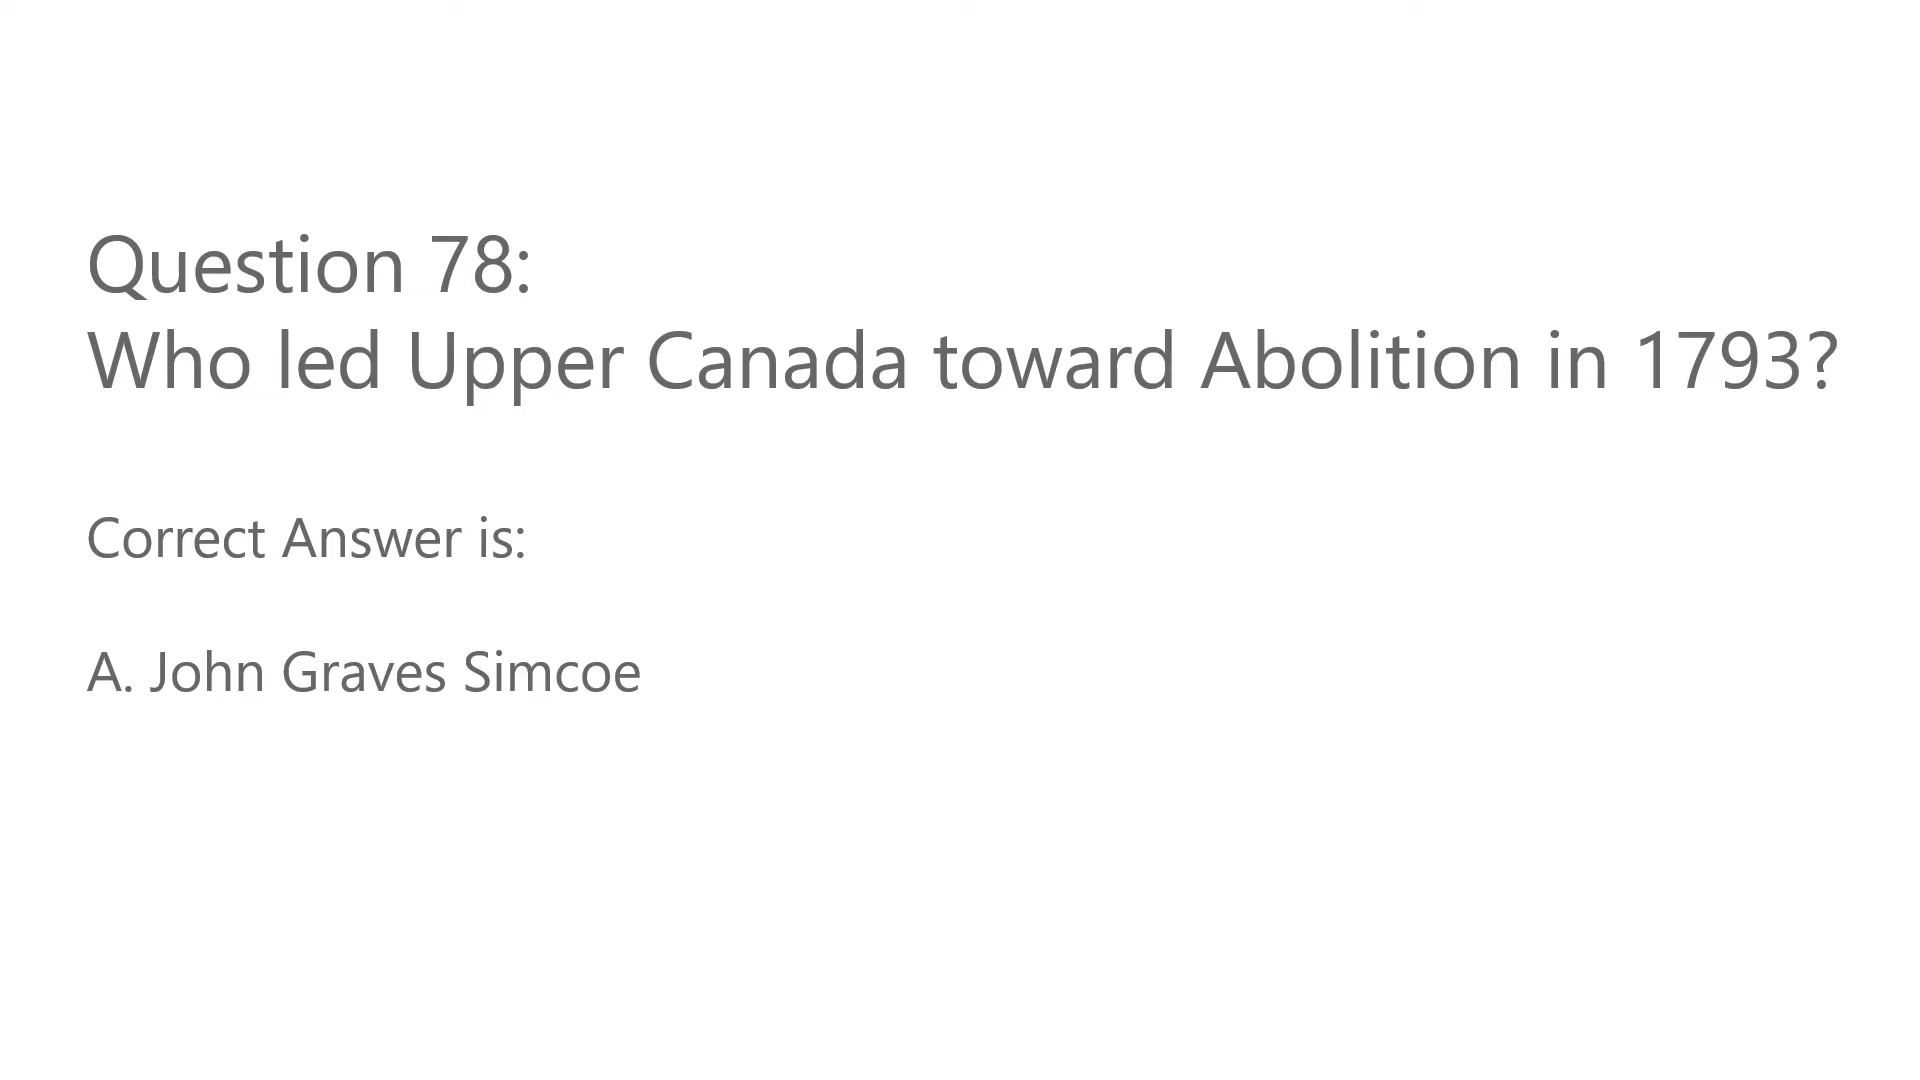 Question 78:
Who led Upper Canada toward Abolition in 1793?
Correct Answer is:
A. John Graves Simcoe